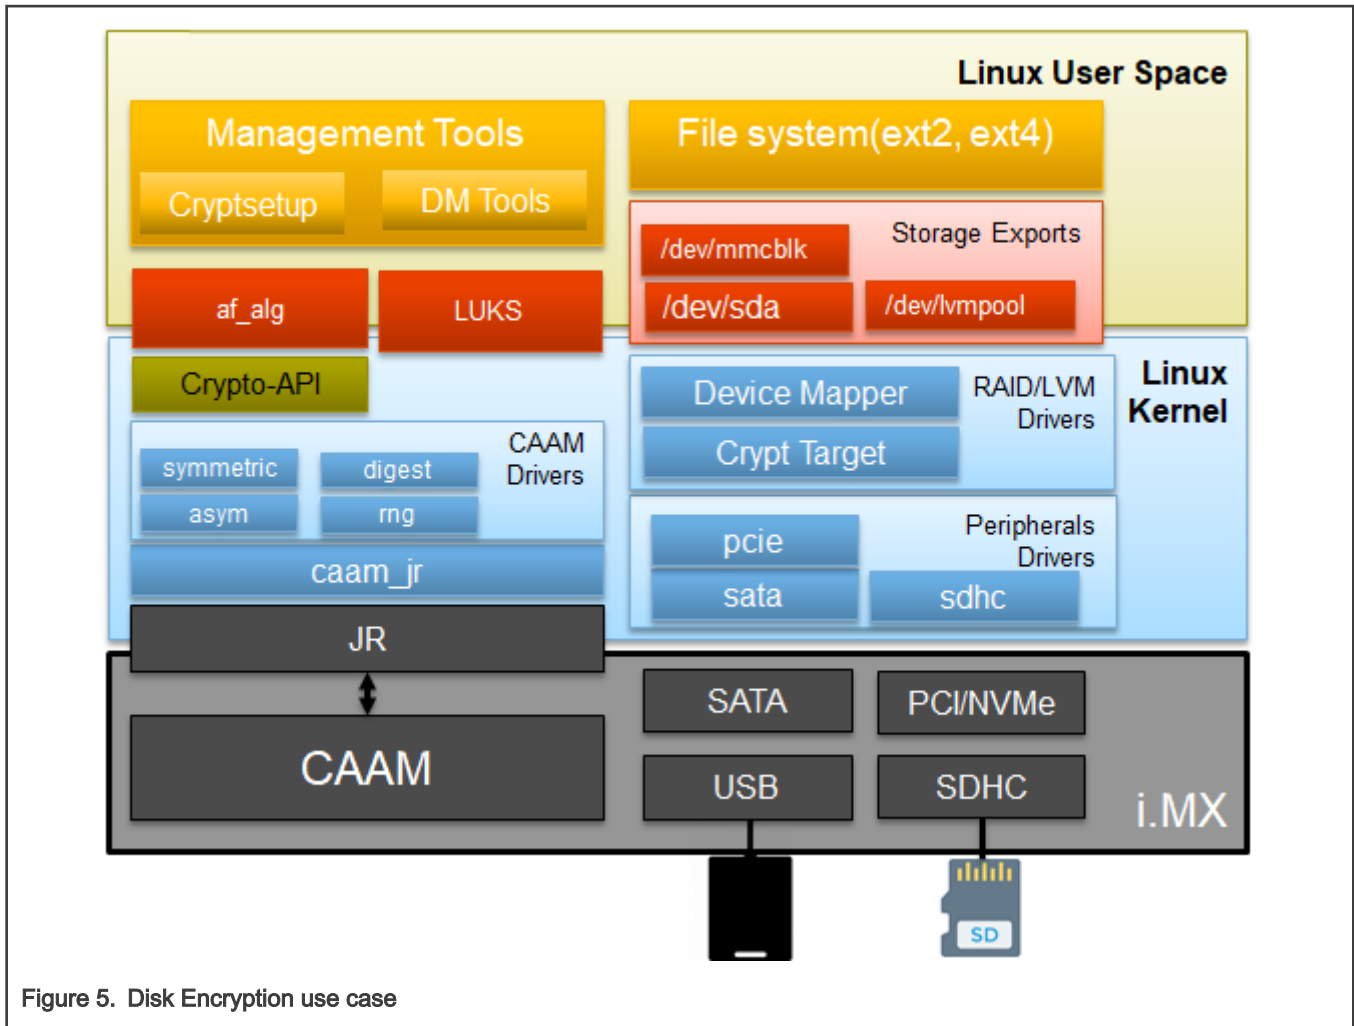 Linux User Space
Management Tools
Cryptsetup
DM Tools
File system(ext2, ext4)
Storage Exports
/dev/mmcblk
/dev/sda
/dev/lvmpool
af_alg
LUKS
Linux
Kernel
Crypto-API
CAAM
Drivers
symmetric
digest
asym
rng
caam_jr
Device Mapper
Crypt Target
RAID/LVM
Drivers
Peripherals
Drivers
pcie
sata
sdhc
JR
CAAM
SATA
PCI/NVMe
USB
SDHC
i.MX
SD
Figure 5. Disk Encryption use case